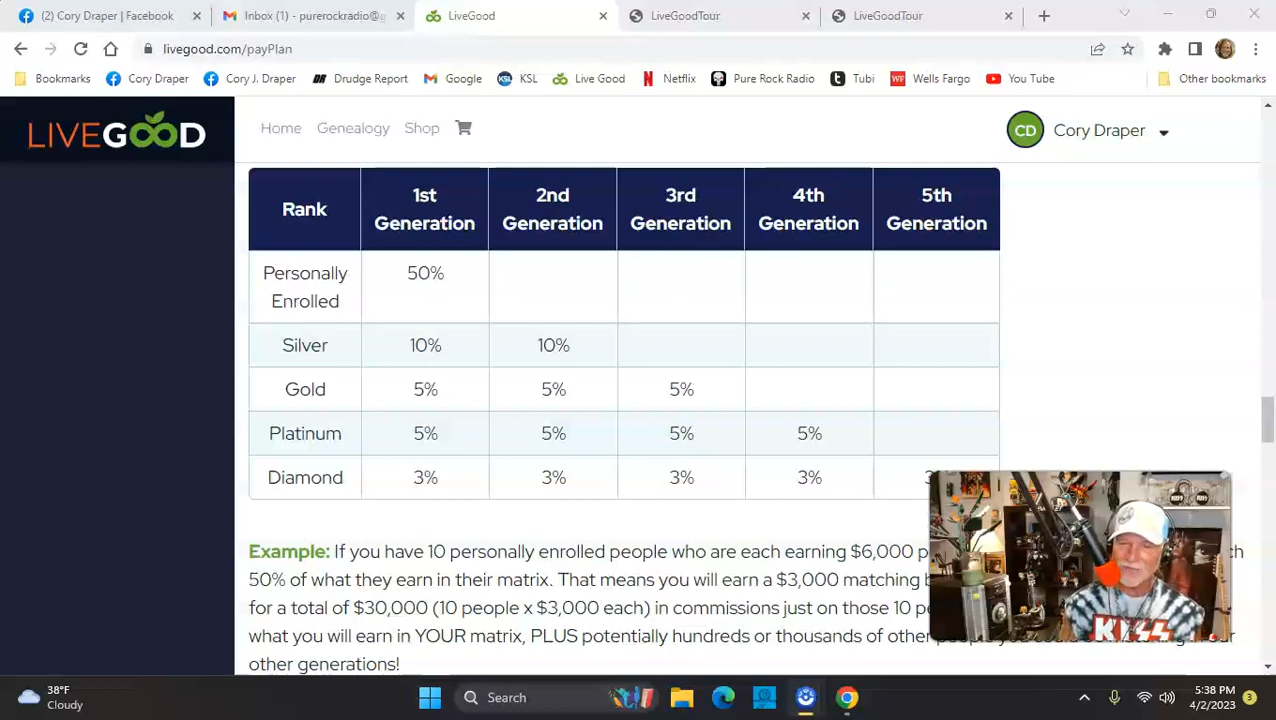 (2) Cory Draper | Facebook
Inbox (1) - purerockradio@g
LiveGood
LiveGoodTour
LiveGoodTour
livegood.com/payPlan
Bookmarks
Cory Draper
Cory J. Draper
Drudge Report
Google
KSL
Live Good
Netflix
Pure Rock Radio
Tubi
Wells Fargo
You Tube
Other bookmarks
LIVEGOOD
Home
Genealogy
Shop
CD
Cory Draper
Rank
1st
Generation
2nd
Generation
3rd
Generation
4th
Generation
5th
Generation
Personally
Enrolled
50%
Silver
10%
10%
Gold
5%
5%
5%
Platinum
5%
5%
5%
5%
Diamond
3%
3%
3%
3%
Example: If you have 10 personally enrolled people who are each earning $6,000
50% of what they earn in their matrix. That means you will earn a $3,000 matching
for a total of $30,000 (10 people x $3,000 each) in commissions just on those 10
what you will earn in YOUR matrix, PLUS potentially hundreds or thousands of other
other generations!
KISS
38°F
Cloudy
Search
5:38 PM
4/2/2023
3